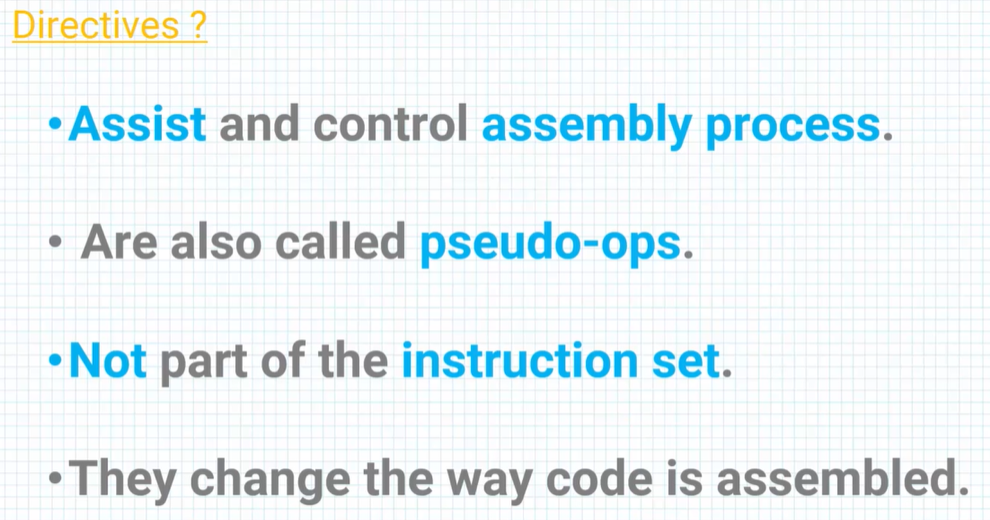 Directives ?
•Assist and control assembly process.
• Are also called pseudo-ops.
•Not part of the instruction set.
•They change the way code is assembled.